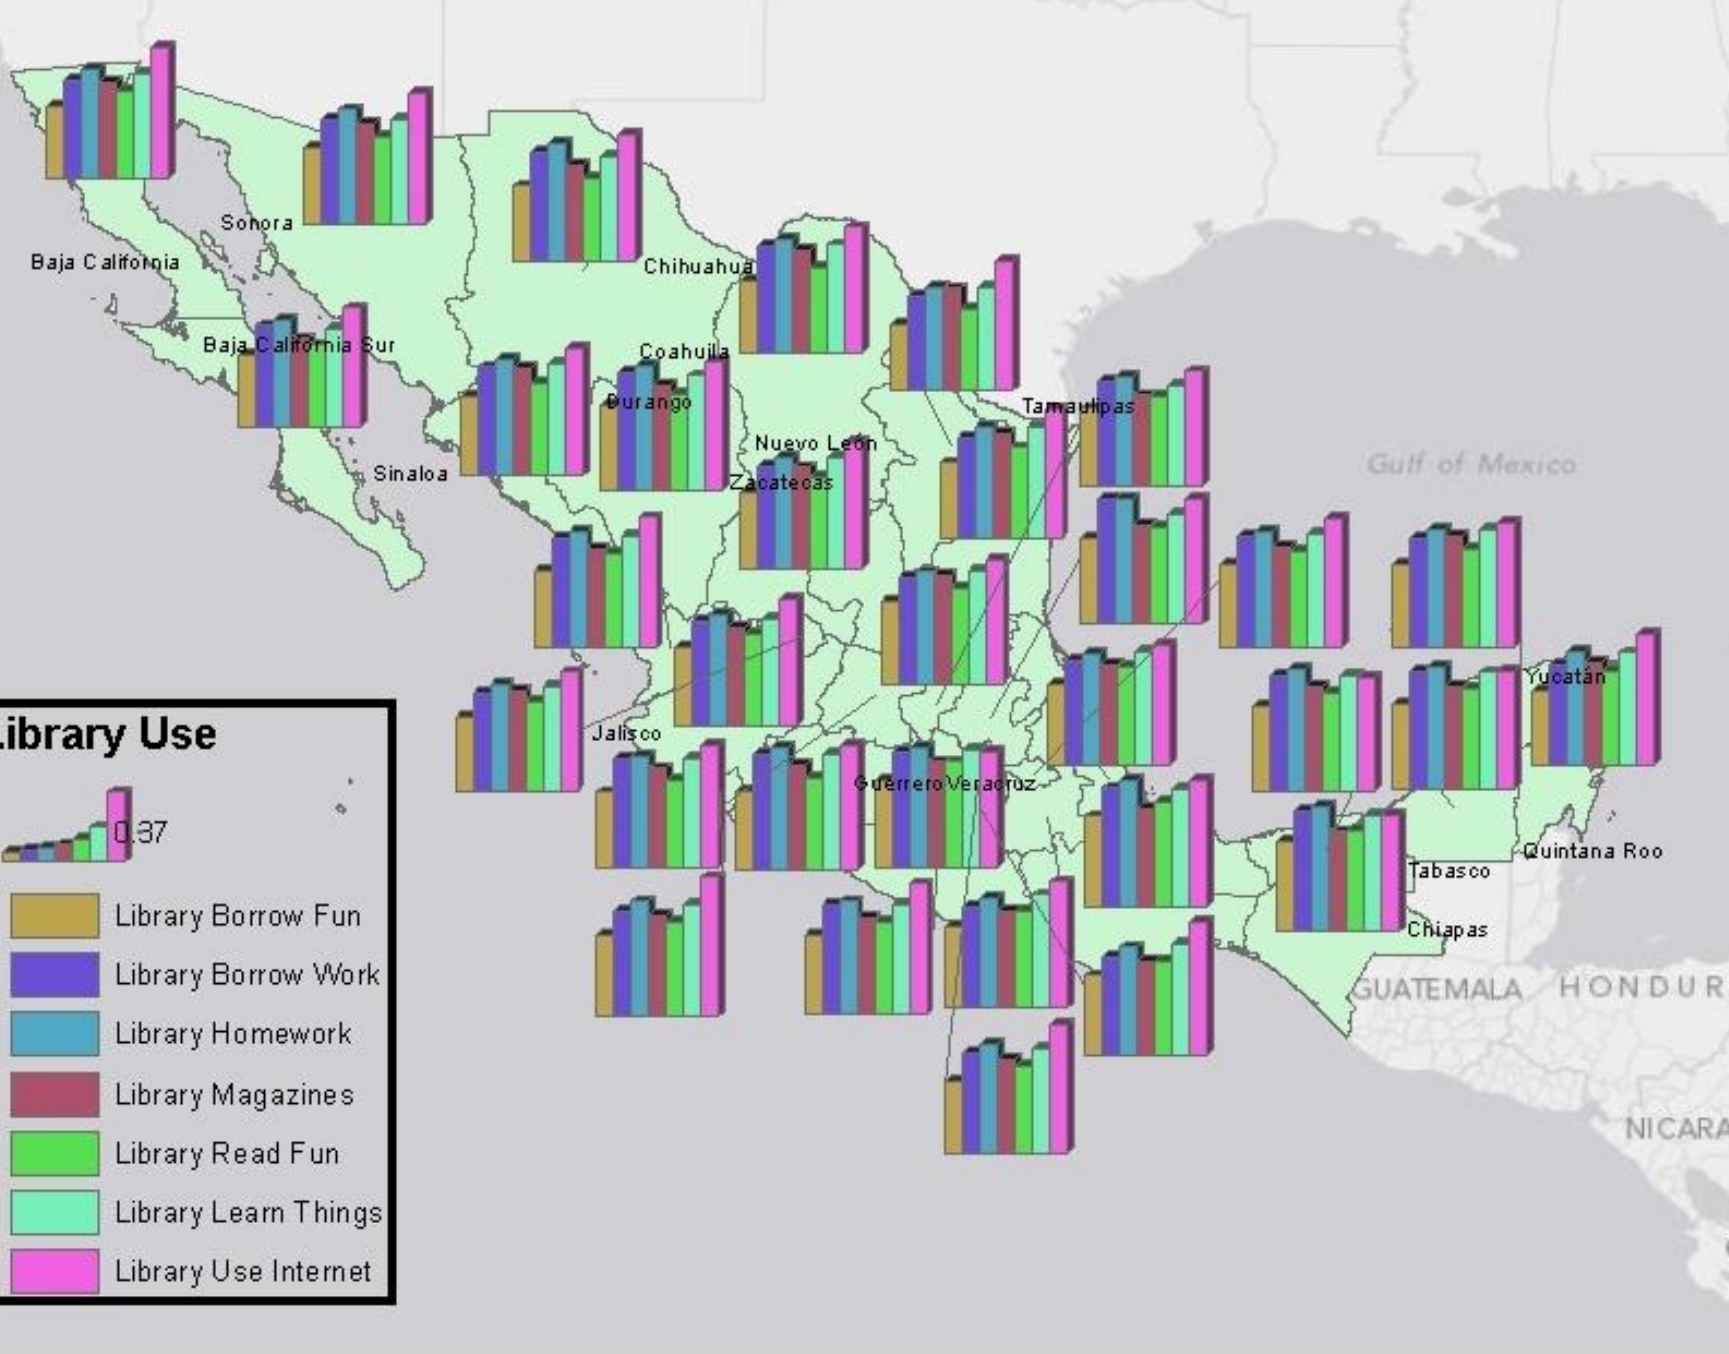 Sonora
Baja California
Chihuahua
Baja California Sur
Coahuila
Durango
Tamaulipas
Nuevo León
Sinaloa
Zacatecas
Gulf of Mexico
Yucatán
Jalisco
Guerrero
Veracruz
Quintana Roo
Tabasco
Chiapas
GUATEMALA
HONDUR
NICARA
Library Use
0.37
Library Borrow Fun
Library Borrow Work
Library Homework
Library Magazines
Library Read Fun
Library Learn Things
Library Use Internet